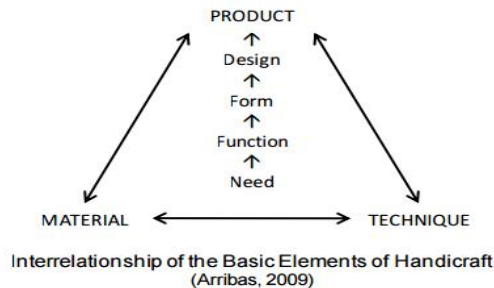 PRODUCT
Design
Form
Function
Need
MATERIAL
TECHNIQUE
Interrelationship of the Basic Elements of Handicraft
(Arribas, 2009)